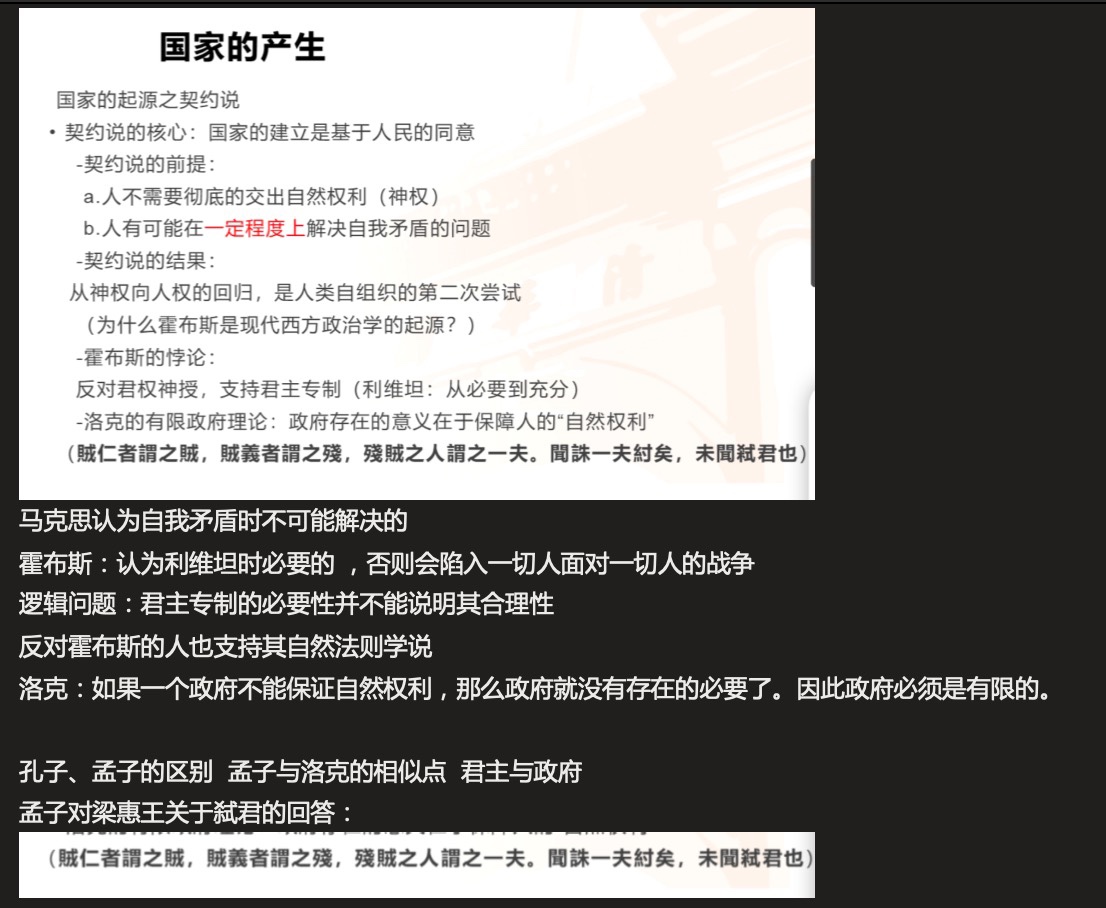 国家的产生
国家的起源之契约说
• 契约说的核心：国家的建立是基于人民的同意
-契约说的前提：
a.人不需要彻底的交出自然权利（神权）
b.人有可能在一定程度上解决自我矛盾的问题
-契约说的结果：
从神权向人权的回归，是人类自组织的第二次尝试
（为什么霍布斯是现代西方政治学的起源？）
-霍布斯的悖论：
反对君权神授，支持君主专制（利维坦：从必要到充分）
-洛克的有限政府理论：政府存在的意义在于保障人的“自然权利”
（賊仁者謂之賊，賊義者謂之殘，殘賊之人謂之一夫。聞誅一夫紂矣，未聞弒君也）
马克思认为自我矛盾时不可能解决的
霍布斯：认为利维坦时必要的 ，否则会陷入一切人面对一切人的战争
逻辑问题：君主专制的必要性并不能说明其合理性
反对霍布斯的人也支持其自然法则学说
洛克：如果一个政府不能保证自然权利，那么政府就没有存在的必要了。因此政府必须是有限的。
孔子、孟子的区别 孟子与洛克的相似点 君主与政府
孟子对梁惠王关于弑君的回答：
（賊仁者謂之賊，賊義者謂之殘，殘賊之人謂之一夫。聞誅一夫紂矣，未聞弒君也）